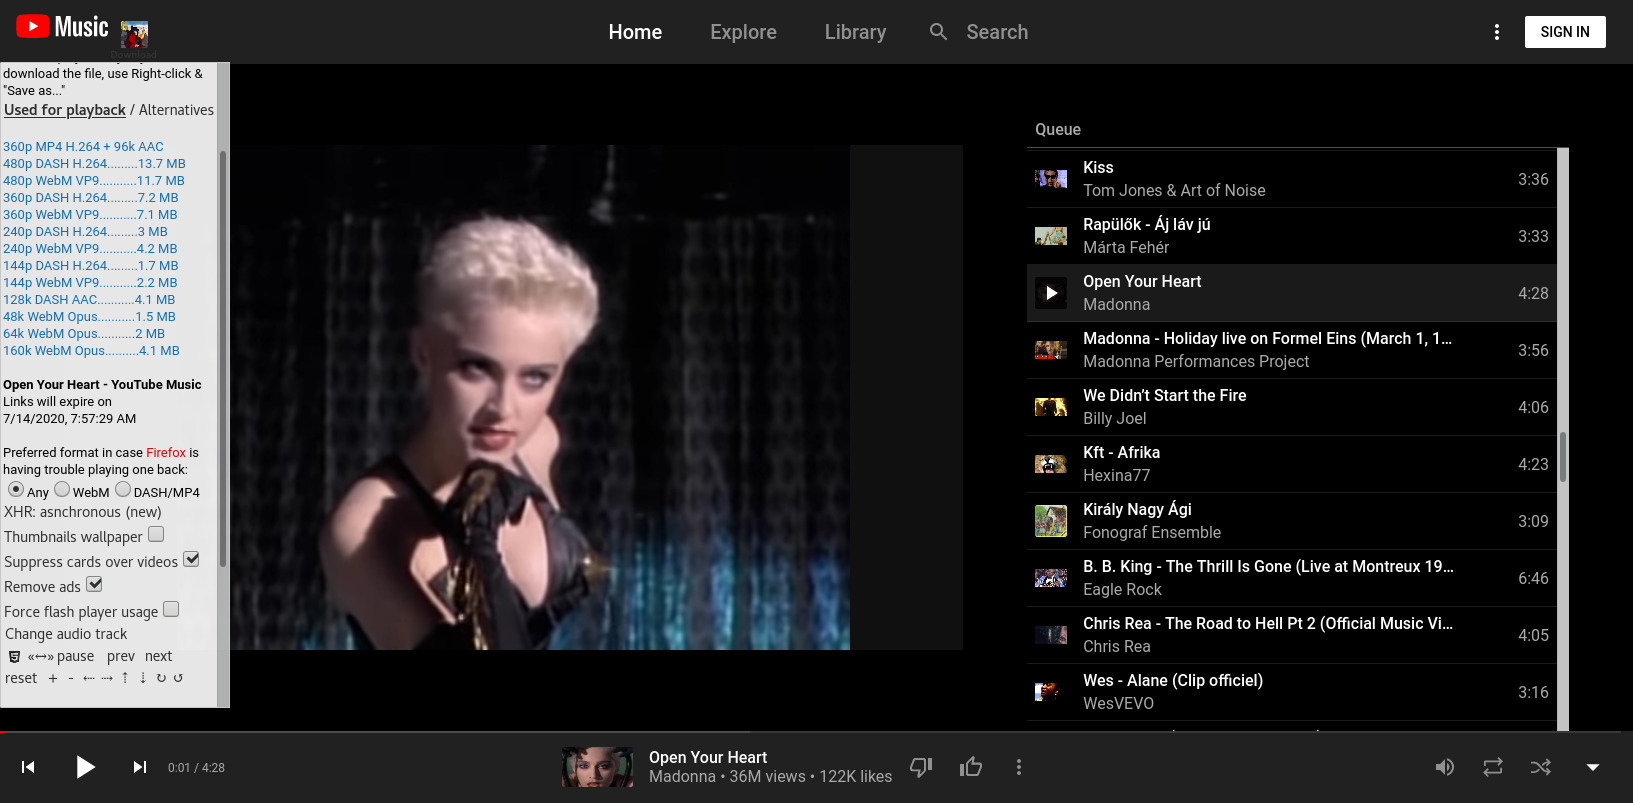 Music
Home
Explore
Library
Search
SIGN IN
Download
download the file, use Right-click &
"Save as..."
Used for playback / Alternatives
360p MP4 H.264 + 96k AAC
480p DASH H.264.........13.7 MB
480p WebM VP9...........11.7 MB
360p DASH H.264.........7.2 MB
360p WebM VP9...........7.1 MB
240p DASH H.264.........3 MB
240p WebM VP9...........4.2 MB
144p DASH H.264.........1.7 MB
144p WebM VP9...........2.2 MB
128k DASH AAC...........4.1 MB
48k WebM Opus...........1.5 MB
64k WebM Opus...........2 MB
160k WebM Opus..........4.1 MB
Open Your Heart - YouTube Music
Links will expire on
7/14/2020, 7:57:29 AM
Preferred format in case Firefox is
having trouble playing one back:
Any WebM DASH/MP4
XHR: asnchronous (new)
Thumbnails wallpaper
Suppress cards over videos
Remove ads
Force flash player usage
Change audio track
«↔» pause prev next
reset + - ⇠ ⇢ ⇡ ⇣ ↻ ↺
Queue
Kiss
Tom Jones & Art of Noise
3:36
Rapülők - Áj láv jú
Márta Fehér
3:33
Open Your Heart
Madonna
4:28
Madonna - Holiday live on Formel Eins (March 1, 1...
Madonna Performances Project
3:56
We Didn't Start the Fire
Billy Joel
4:06
Kft - Afrika
Hexina77
4:23
Király Nagy Ági
Fonograf Ensemble
3:09
B. B. King - The Thrill Is Gone (Live at Montreux 19...
Eagle Rock
6:46
Chris Rea - The Road to Hell Pt 2 (Official Music Vi...
Chris Rea
4:05
Wes - Alane (Clip officiel)
WesVEVO
3:16
0:01 / 4:28
Open Your Heart
Madonna • 36M views • 122K likes